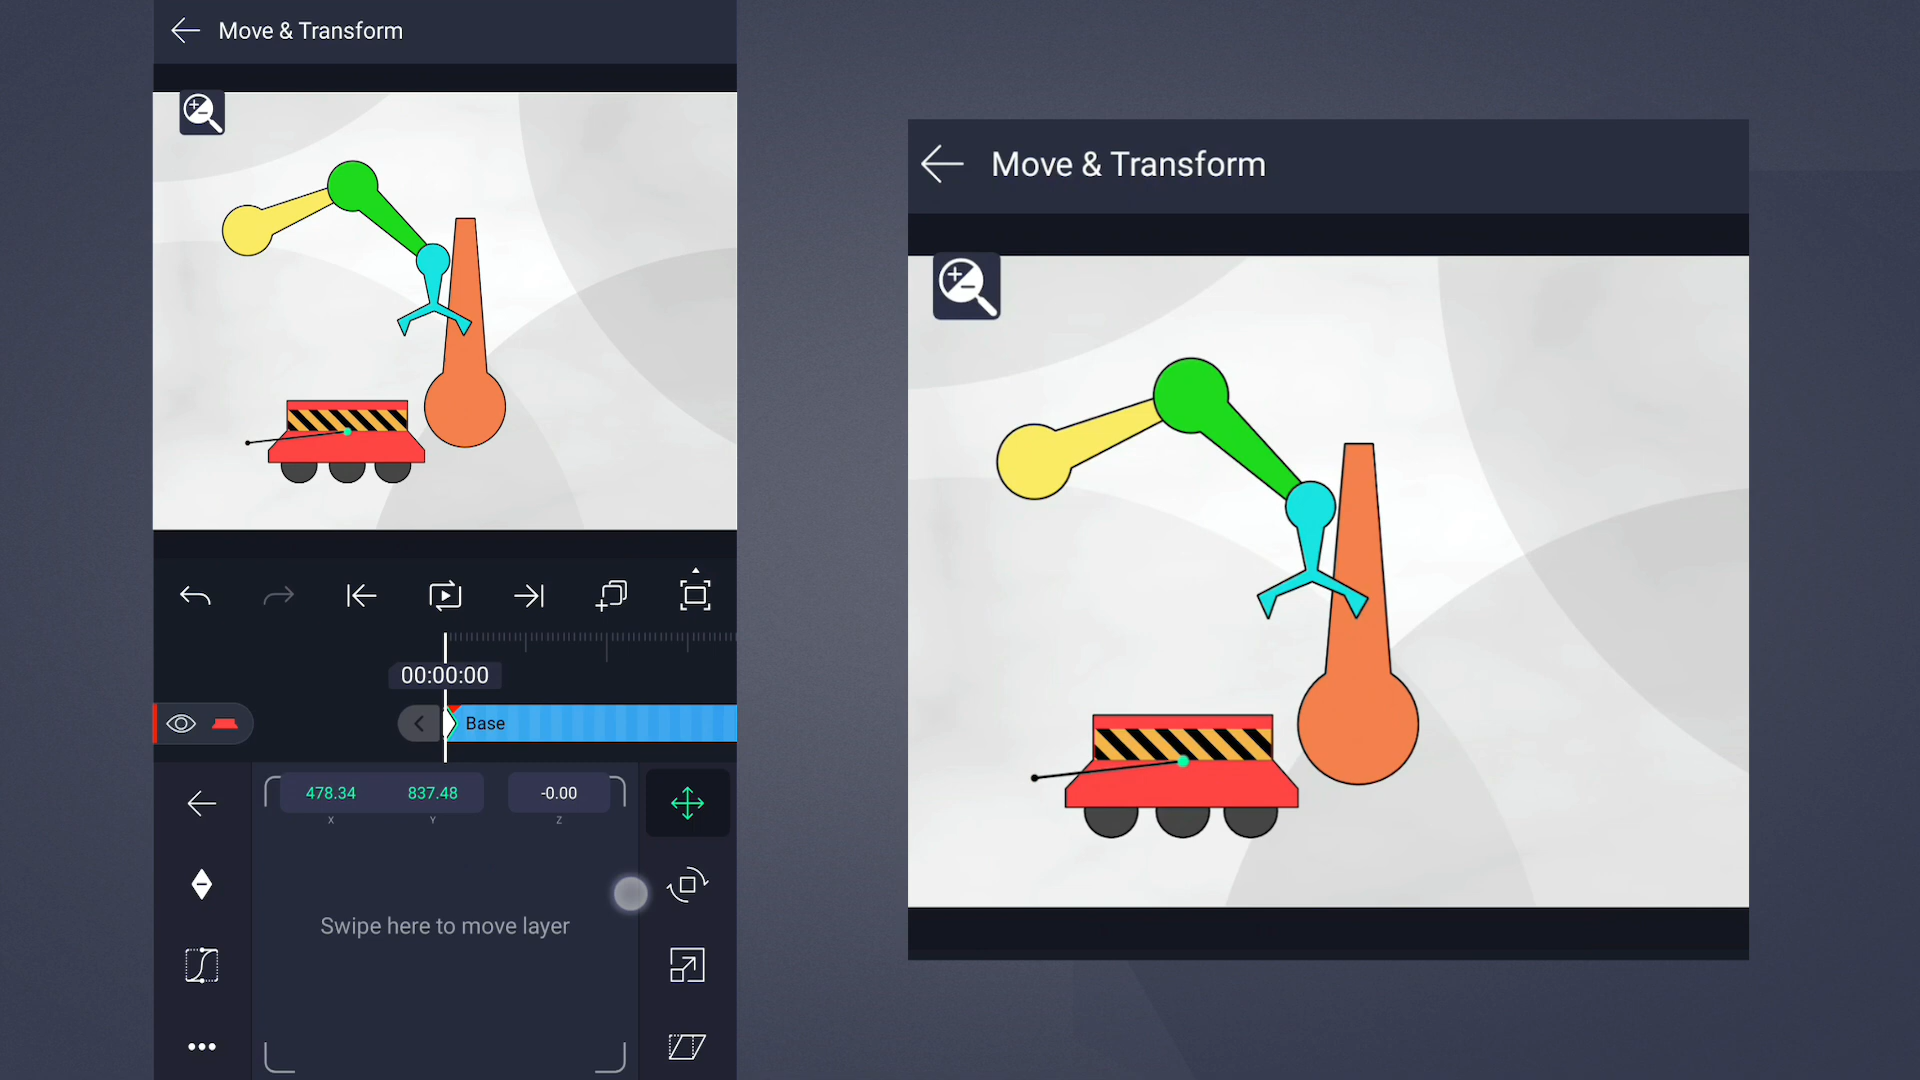 Move & Transform
00:00:00
Base
478.34 837.48 -0.00
X Y Z
Swipe here to move layer
Move & Transform